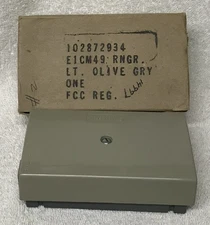 102872934
E1CM49 RNGR.
LT. OLIVE GRY
ONE
FCC REG.